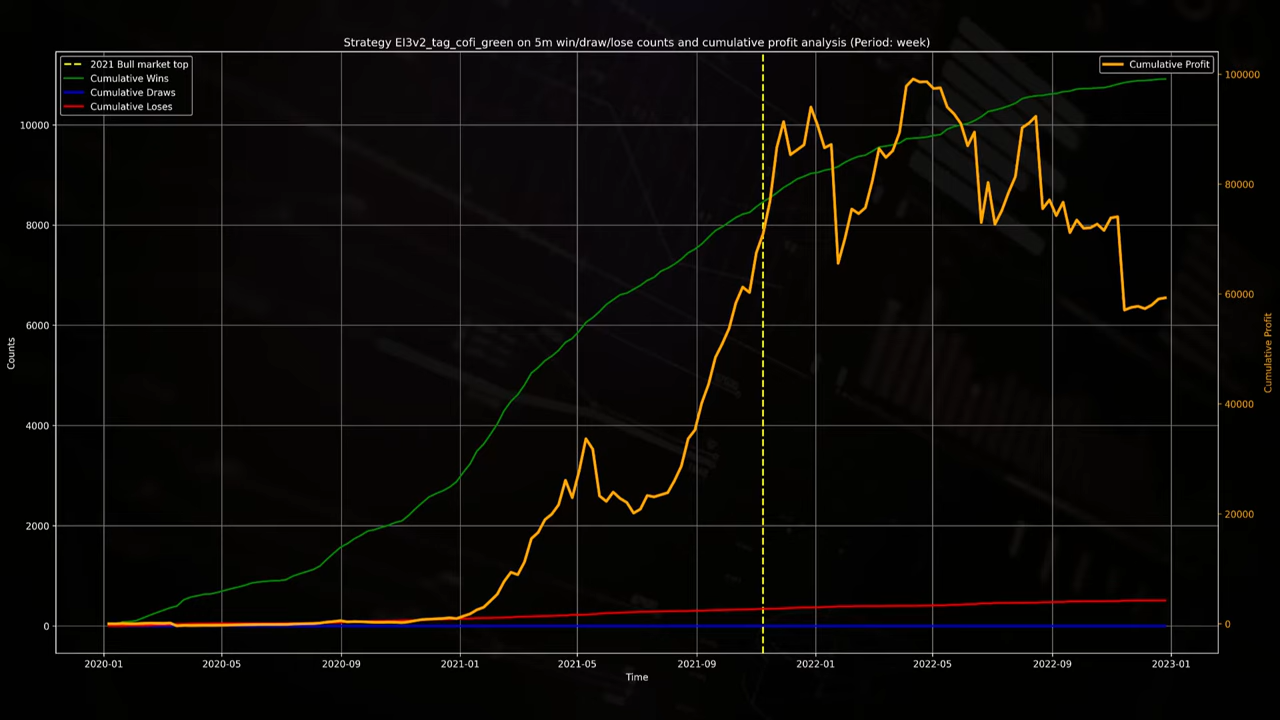 Strategy EI3v2_tag_cofi_green on 5m win/draw/lose counts and cumulative profit analysis (Period: week)
2021 Bull market top
Cumulative Wins
Cumulative Draws
Cumulative Loses
Cumulative Profit
10000
8000
6000
4000
2000
0
Counts
100000
80000
60000
40000
20000
0
Cumulative Profit
2020-01 2020-05 2020-09 2021-01 2021-05 2021-09 2022-01 2022-05 2022-09 2023-01
Time